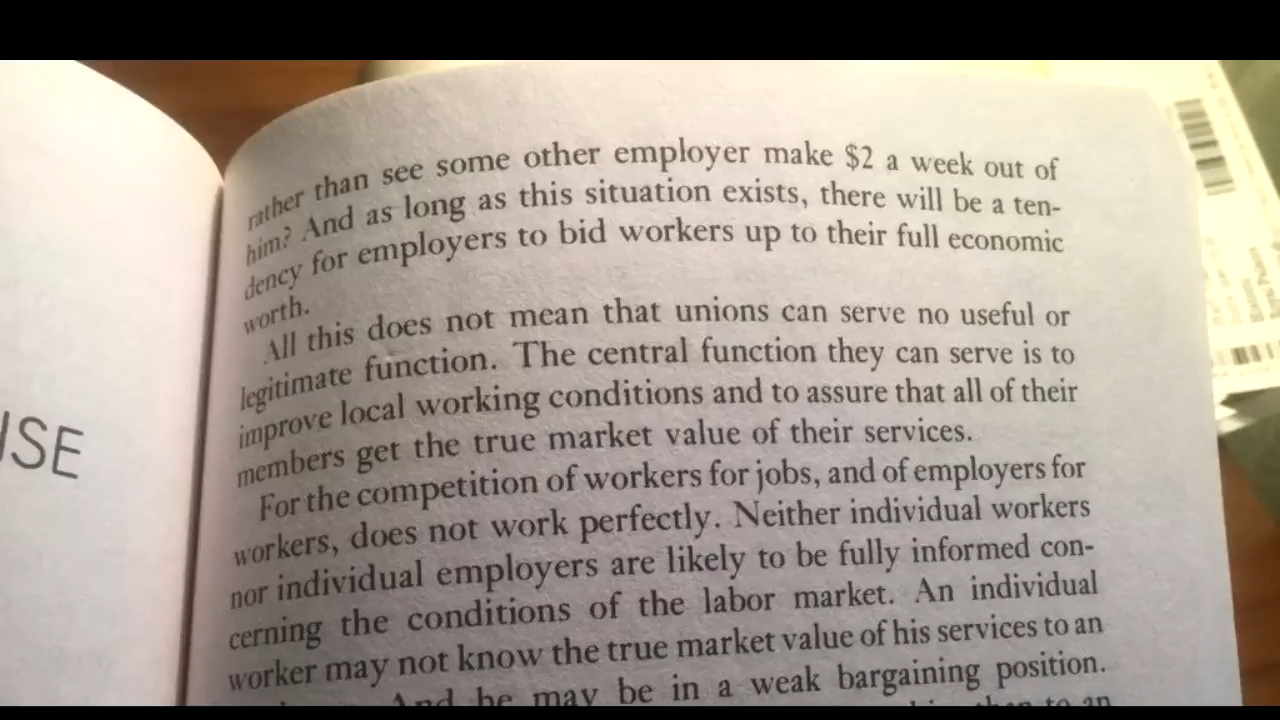 USE
rather than see some other employer make $2 a week out of
him? And as long as this situation exists, there will be a ten-
dency for employers to bid workers up to their full economic
worth.
All this does not mean that unions can serve no useful or
legitimate function. The central function they can serve is to
improve local working conditions and to assure that all of their
members get the true market value of their services.
For the competition of workers for jobs, and of employers for
workers, does not work perfectly. Neither individual workers
nor individual employers are likely to be fully informed con-
cerning the conditions of the labor market. An individual
worker may not know the true market value of his services to an
And he may be in a weak bargaining position.
than to an